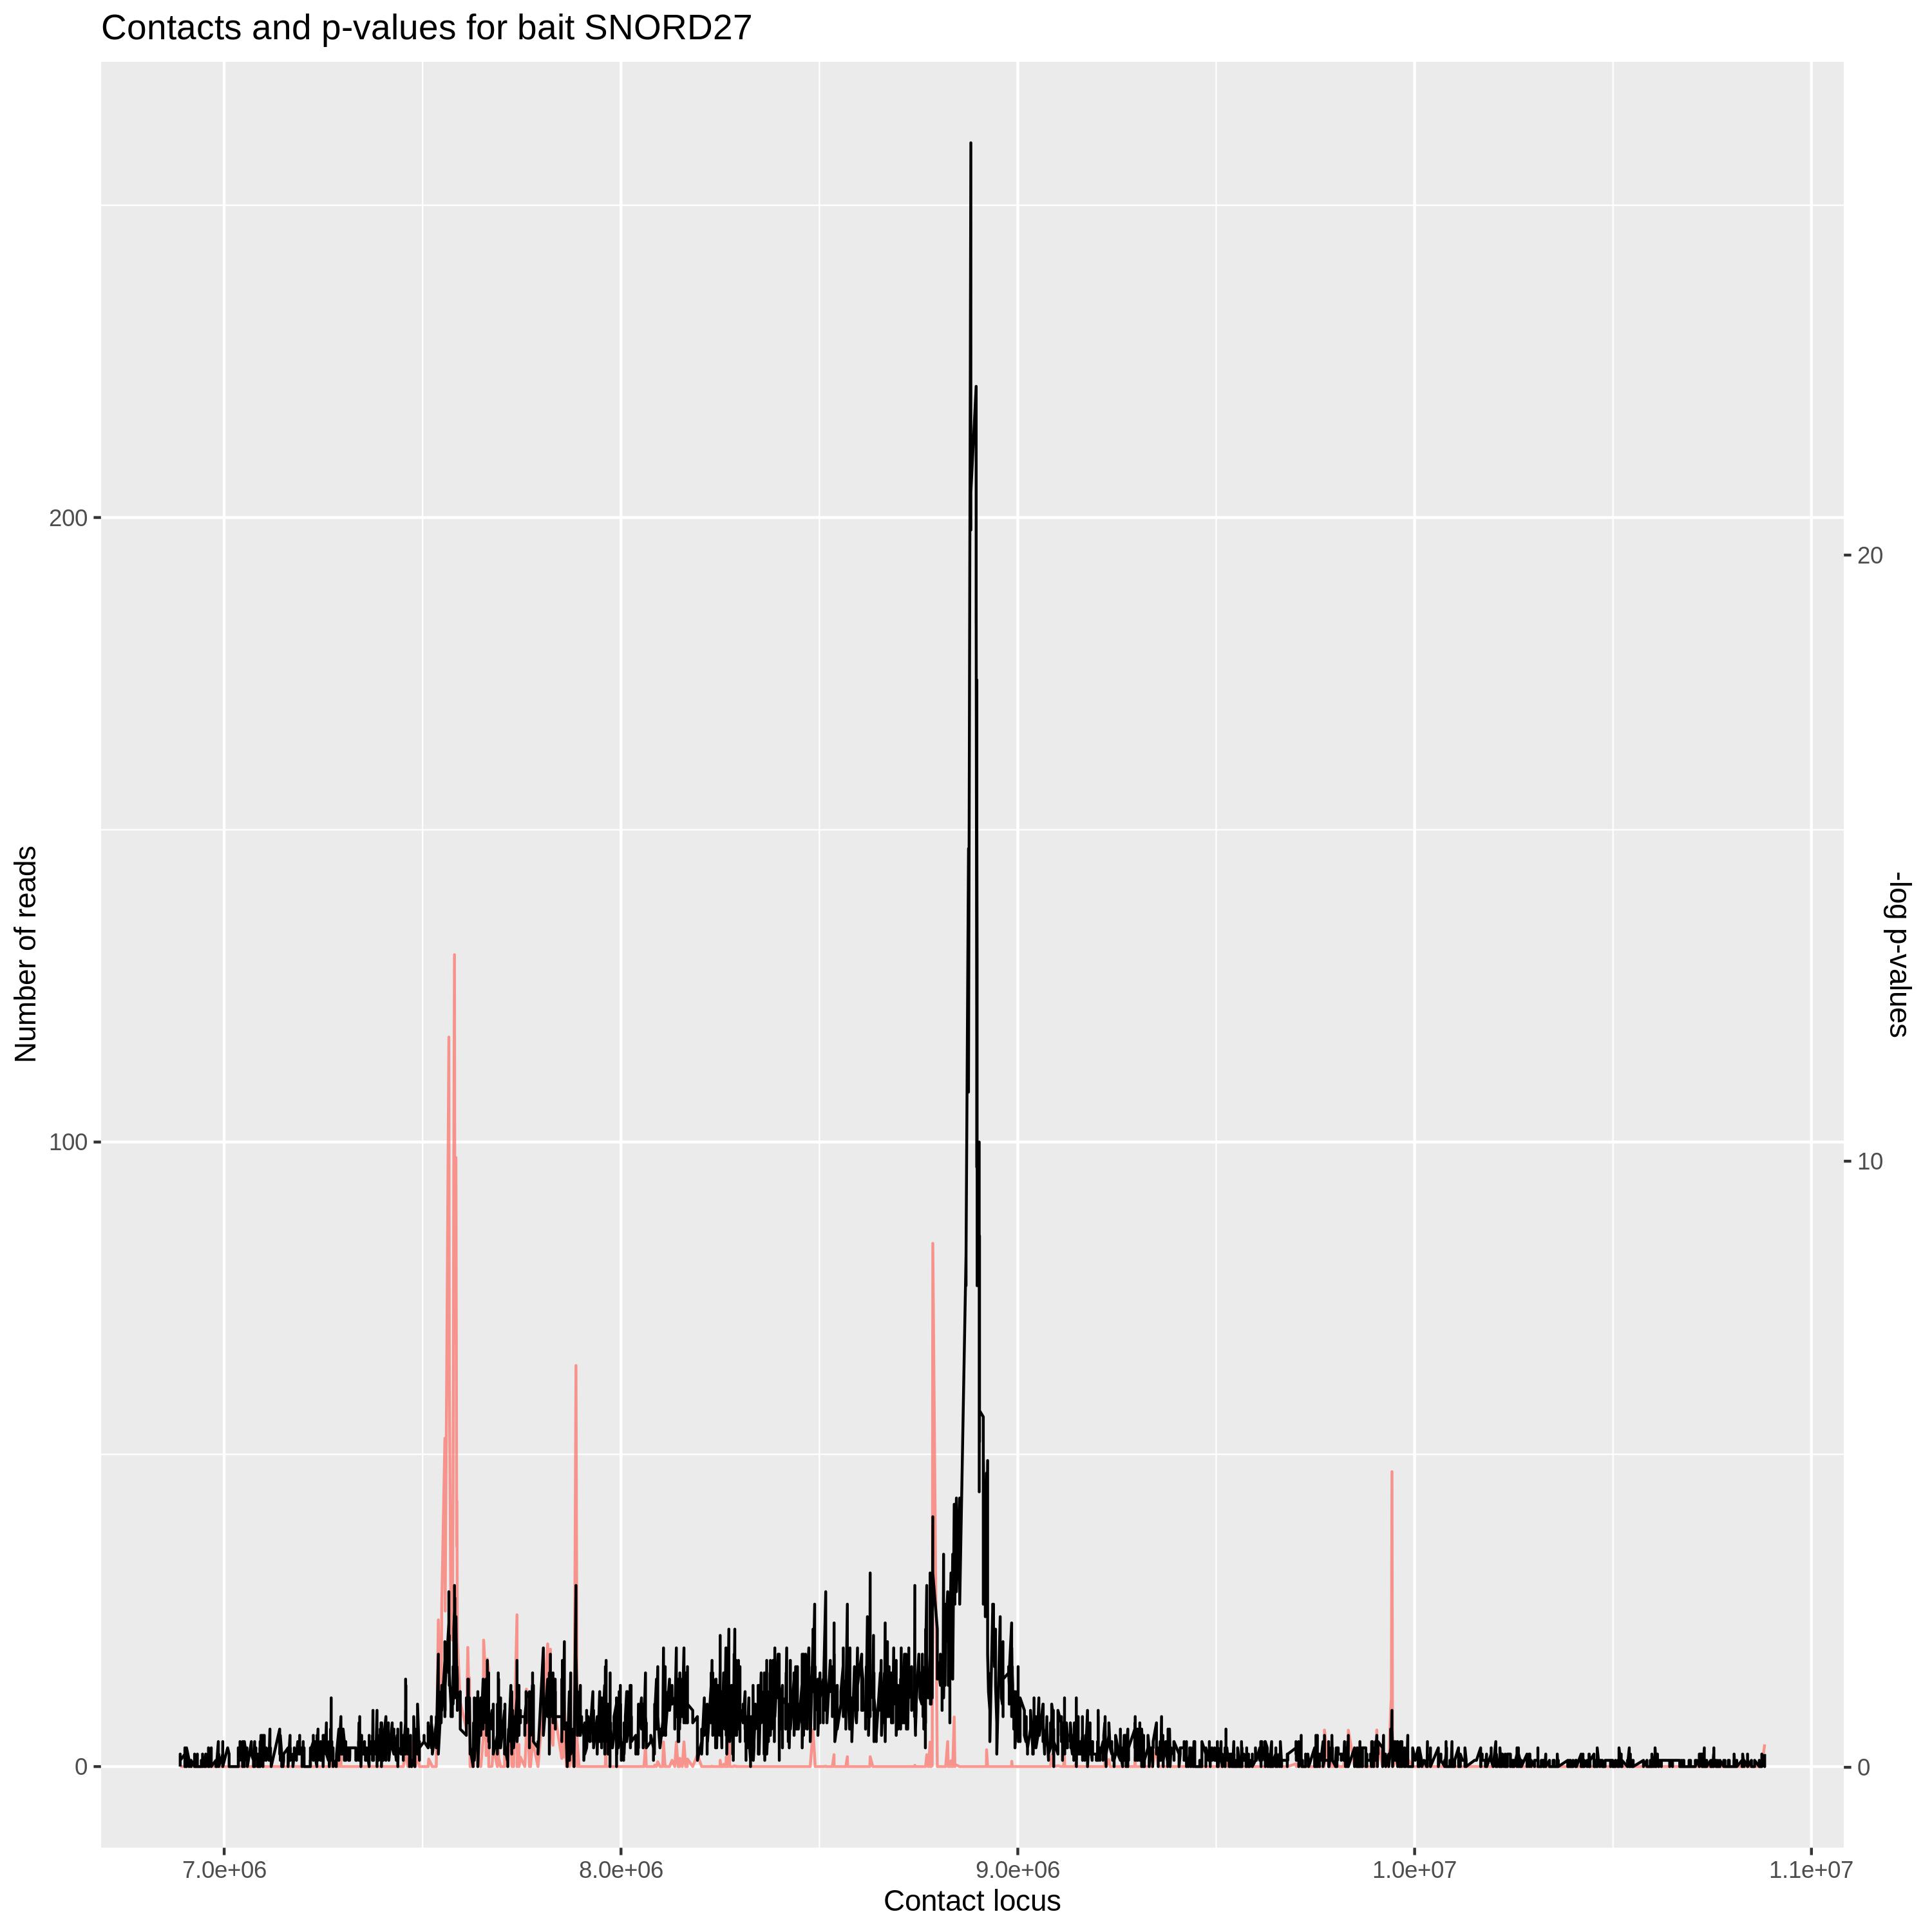 Contacts and p-values for bait SNORD27
Number of reads
200
100
0
20
10
0
-log p-values
7.0e+06
8.0e+06
9.0e+06
1.0e+07
1.1e+07
Contact locus